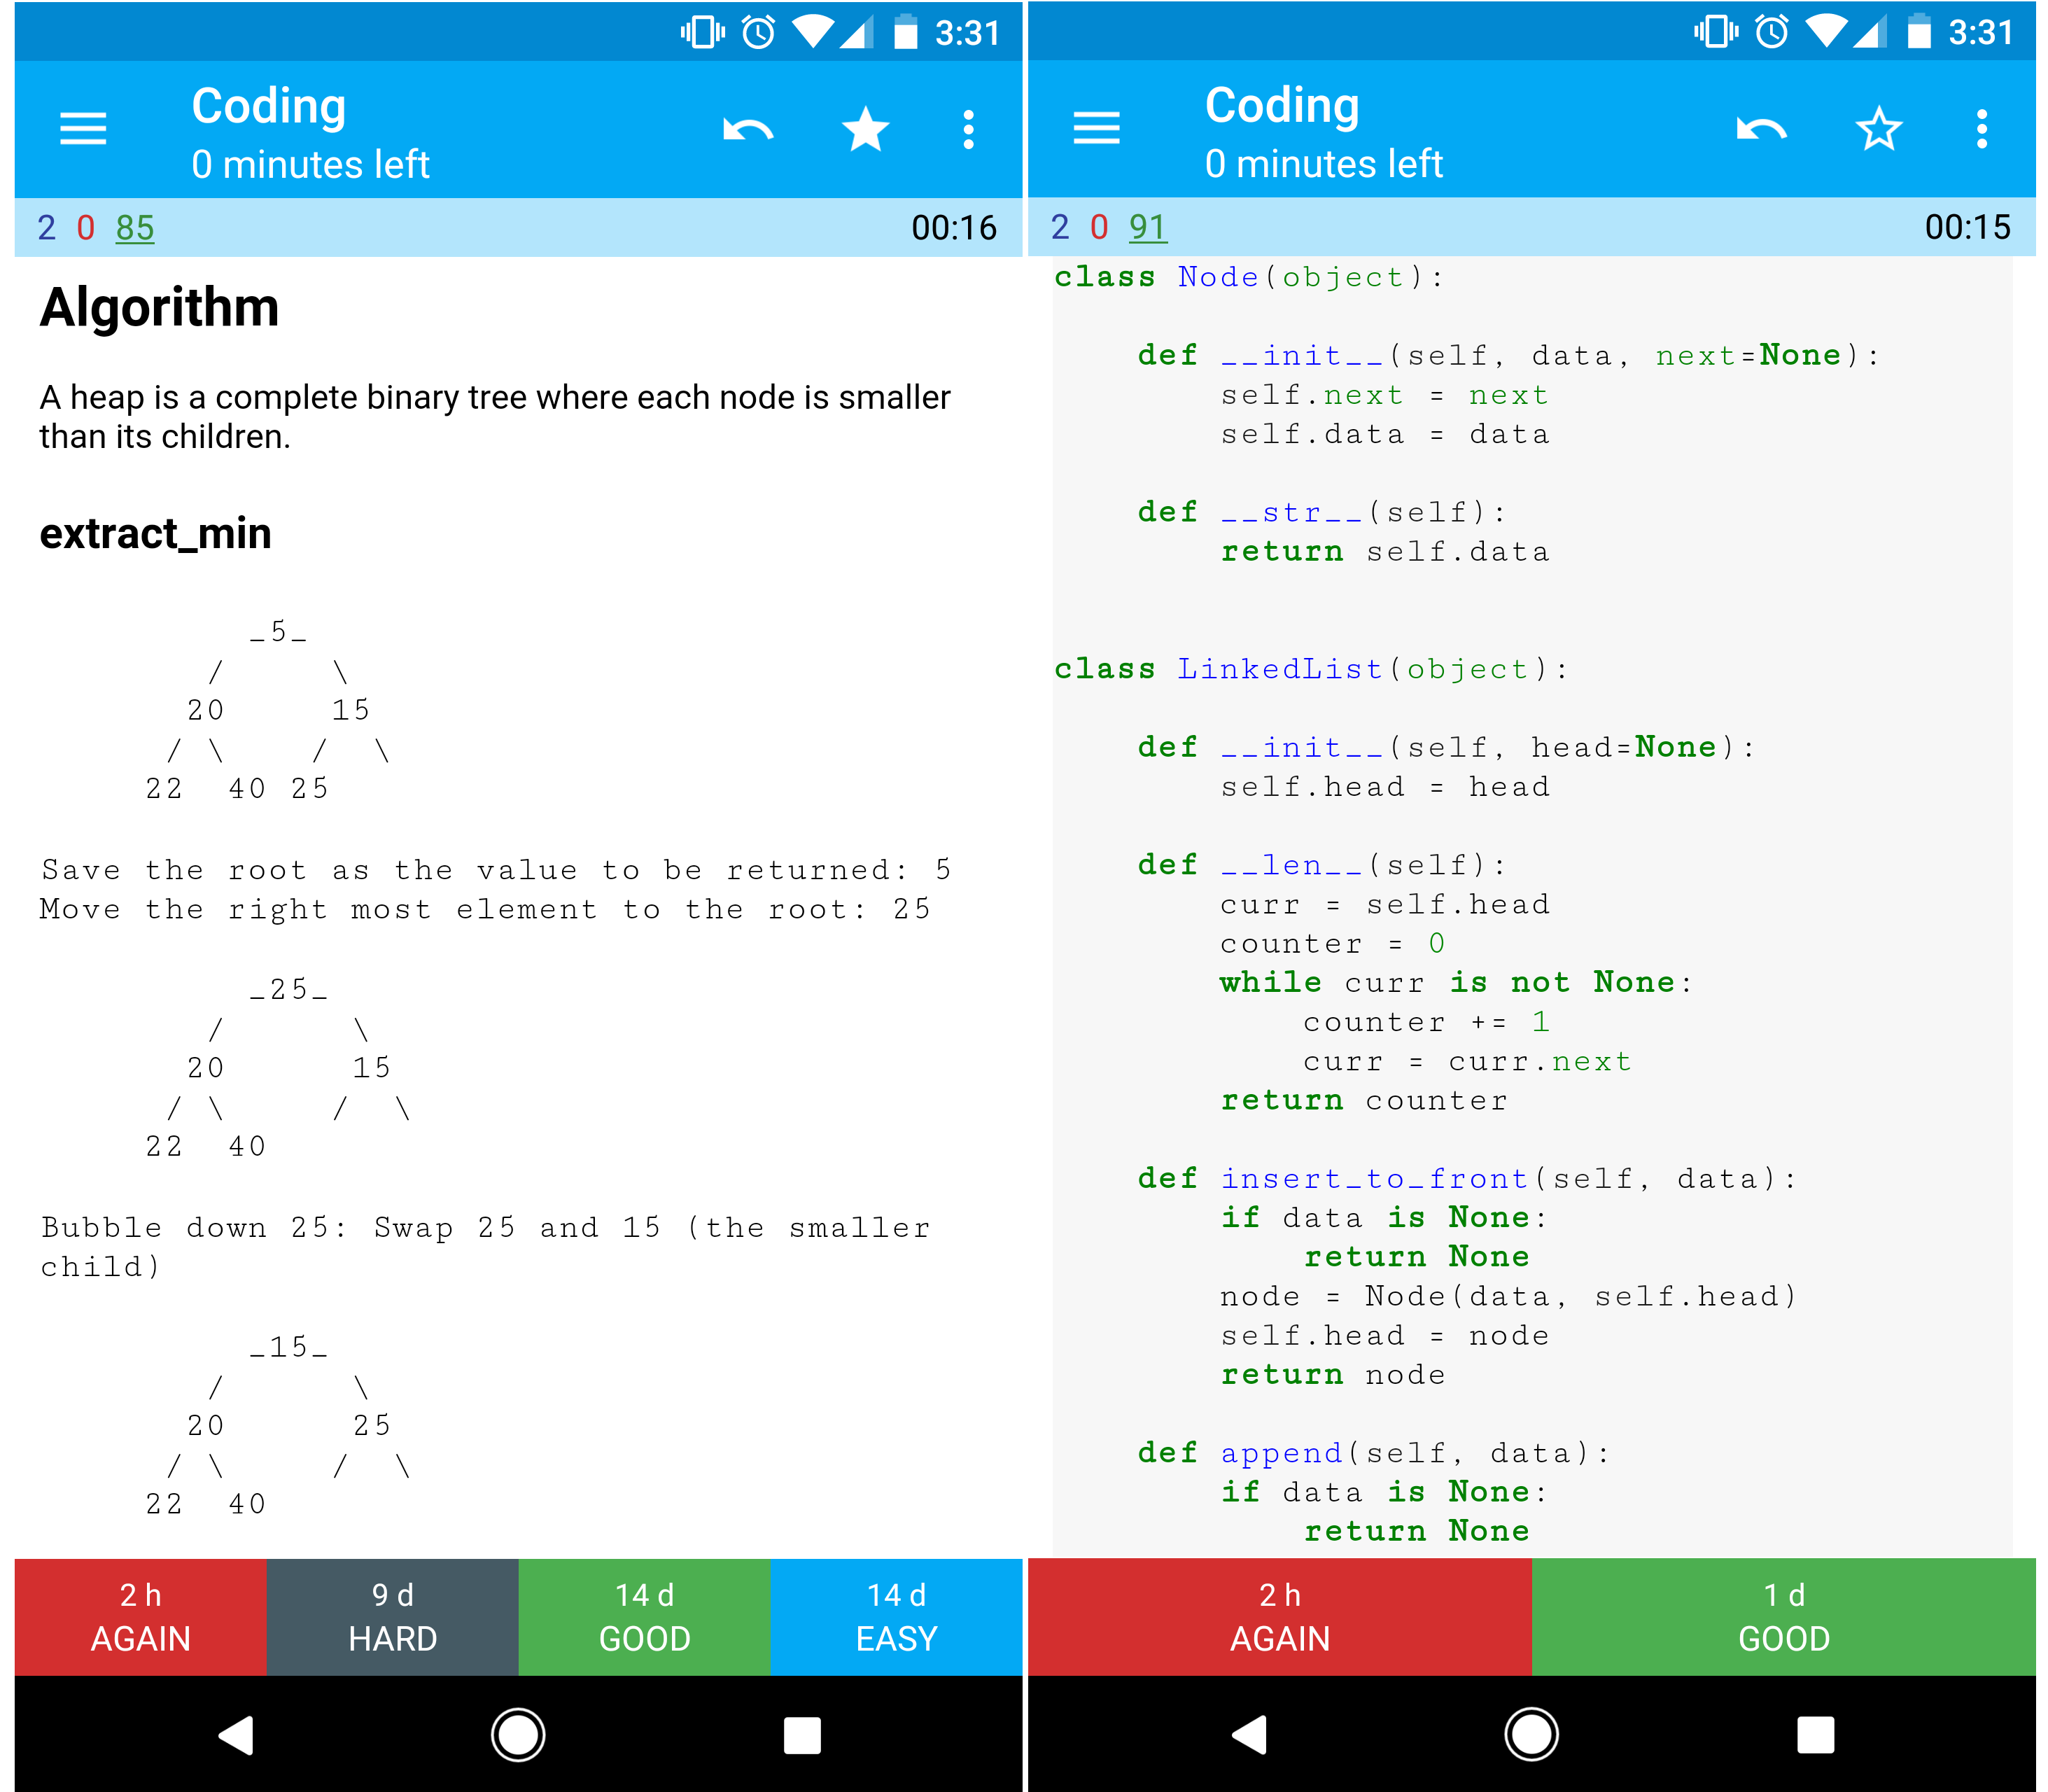 3:31
Coding
0 minutes left
2 0 85 00:16
Algorithm
A heap is a complete binary tree where each node is smaller
than its children.
extract_min
          _5_
        /     \
       20     15
      / \    /  \
     22  40 25
Save the root as the value to be returned: 5
Move the right most element to the root: 25
          _25_
        /      \
       20      15
      / \     /  \
     22  40
Bubble down 25: Swap 25 and 15 (the smaller
child)
          _15_
        /      \
       20      25
      / \     /  \
     22  40
2 h 9 d 14 d 14 d
AGAIN HARD GOOD EASY
3:31
Coding
0 minutes left
2 0 91 00:15
class Node(object):
    def __init__(self, data, next=None):
        self.next = next
        self.data = data
    def __str__(self):
        return self.data
class LinkedList(object):
    def __init__(self, head=None):
        self.head = head
    def __len__(self):
        curr = self.head
        counter = 0
        while curr is not None:
            counter += 1
            curr = curr.next
        return counter
    def insert_to_front(self, data):
        if data is None:
            return None
        node = Node(data, self.head)
        self.head = node
        return node
    def append(self, data):
        if data is None:
            return None
2 h 1 d
AGAIN GOOD